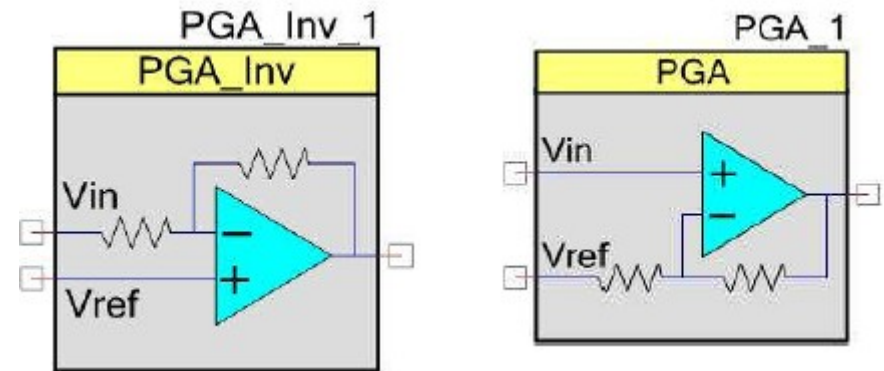 PGA_Inv_1
PGA_Inv
Vin
−
+
Vref
PGA_1
PGA
Vin
+
−
Vref